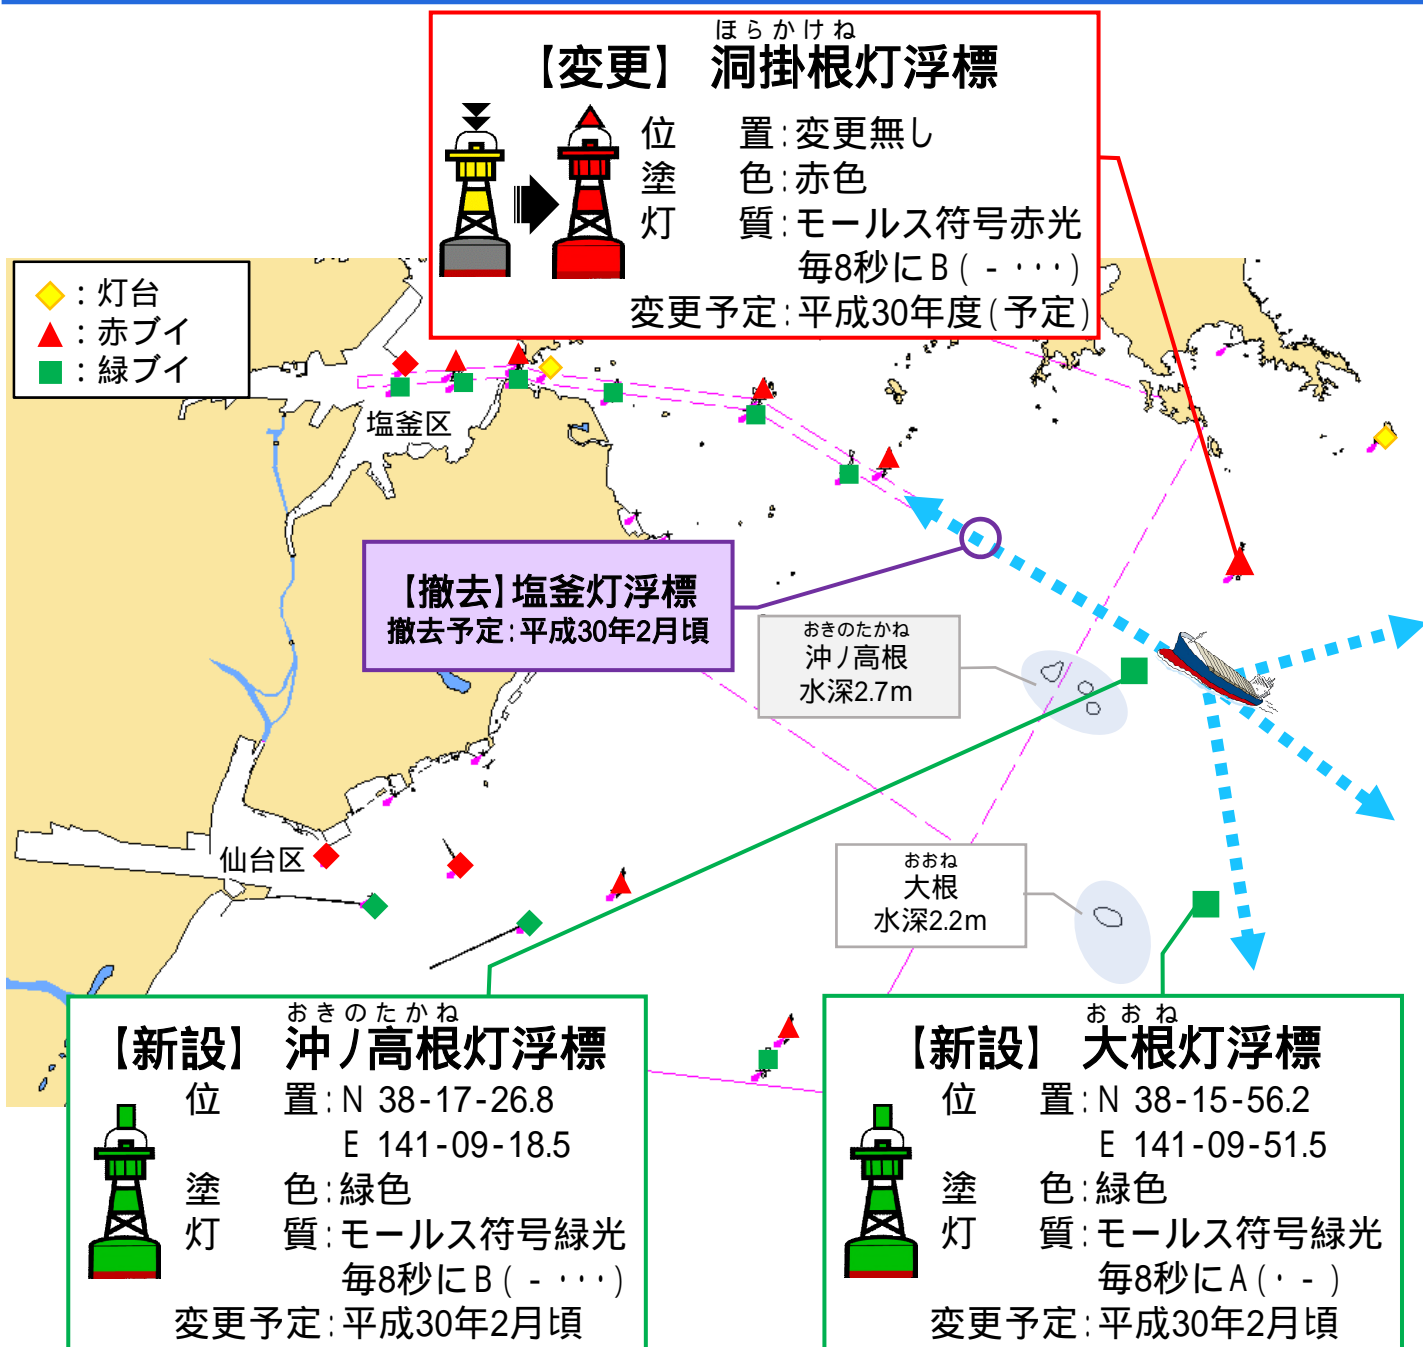 ほらかけね
【変更】 洞掛根灯浮標
位 置:変更無し
塗 色:赤色
灯 質:モールス符号赤光
毎8秒にB(-・・・)
変更予定:平成30年度(予定)
:灯台
:赤ブイ
:緑ブイ
塩釜区
【撤去】塩釜灯浮標
撤去予定:平成30年2月頃
おきのたかね
沖ノ高根
水深2.7m
おおね
大根
水深2.2m
仙台区
おきのたかね
【新設】 沖ノ高根灯浮標
位 置:N 38-17-26.8
E 141-09-18.5
塗 色:緑色
灯 質:モールス符号緑光
毎8秒にB(-・・・)
変更予定:平成30年2月頃
おおね
【新設】 大根灯浮標
位 置:N 38-15-56.2
E 141-09-51.5
塗 色:緑色
灯 質:モールス符号緑光
毎8秒にA(・-)
変更予定:平成30年2月頃